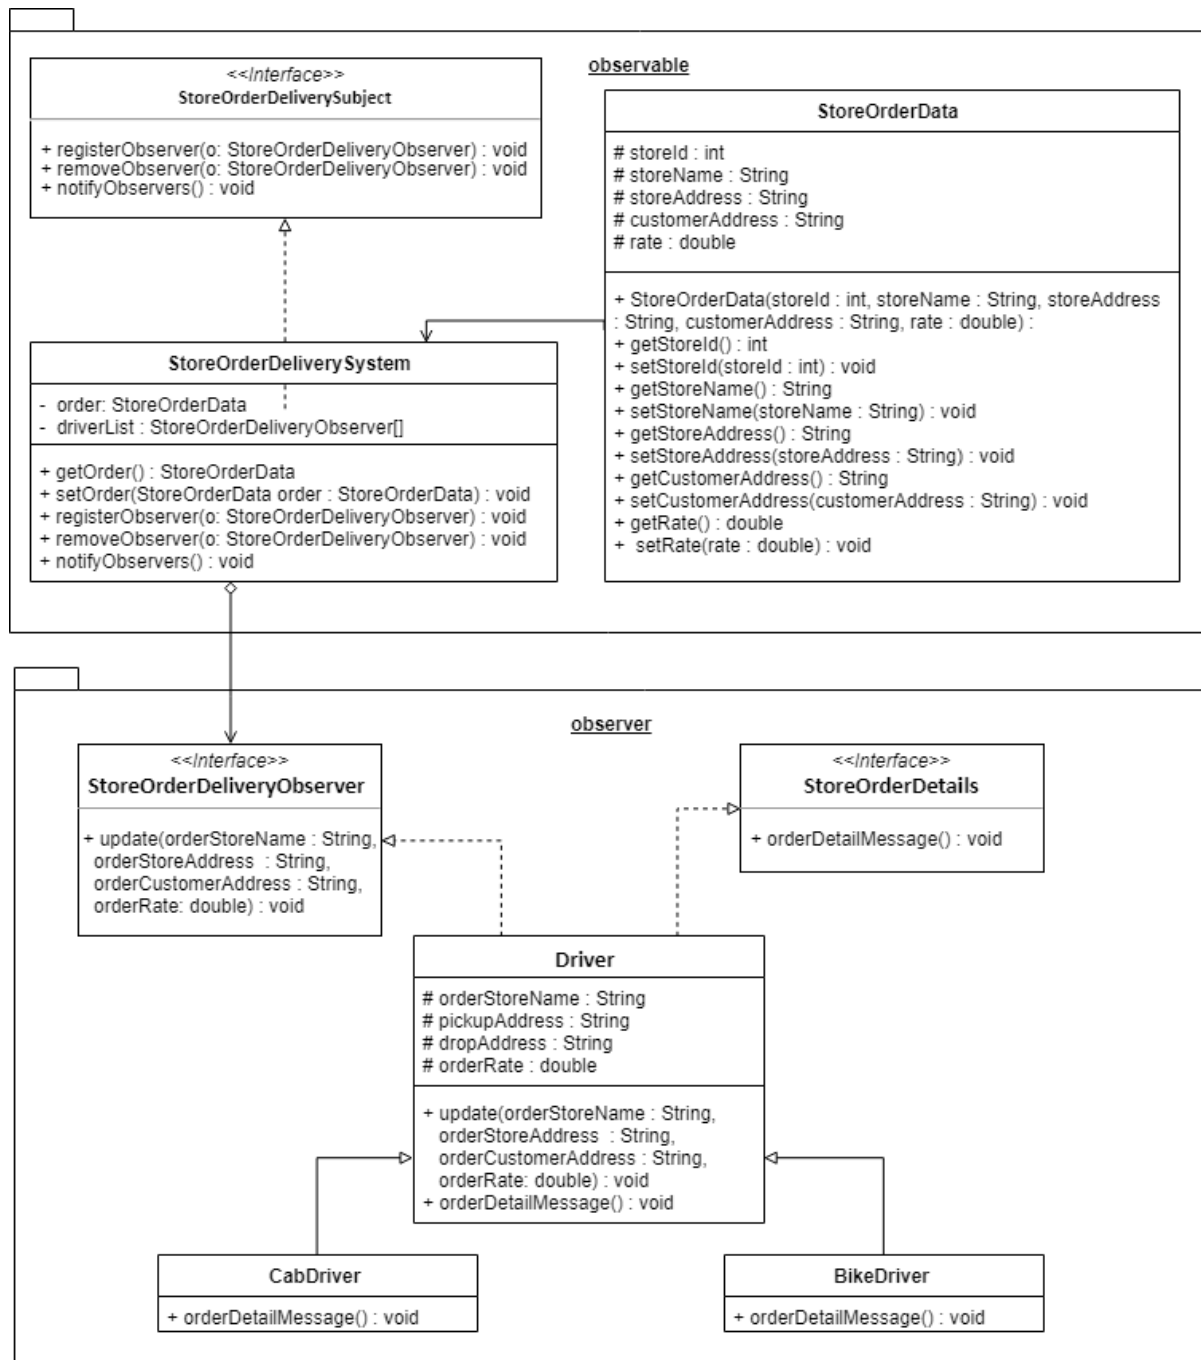 observable
<<Interface>>
StoreOrderDeliverySubject
+ registerObserver(o: StoreOrderDeliveryObserver) : void
+ removeObserver(o: StoreOrderDeliveryObserver) : void
+ notifyObservers() : void
StoreOrderData
# storeId : int
# storeName : String
# storeAddress : String
# customerAddress : String
# rate : double
+ StoreOrderData(storeId : int, storeName : String, storeAddress
: String, customerAddress : String, rate : double) :
+ getStoreId() : int
+ setStoreId(storeId : int) : void
+ getStoreName() : String
+ setStoreName(storeName : String) : void
+ getStoreAddress() : String
+ setStoreAddress(storeAddress : String) : void
+ getCustomerAddress() : String
+ setCustomerAddress(customerAddress : String) : void
+ getRate() : double
+ setRate(rate : double) : void
StoreOrderDeliverySystem
- order: StoreOrderData
- driverList : StoreOrderDeliveryObserver[]
+ getOrder() : StoreOrderData
+ setOrder(StoreOrderData order : StoreOrderData) : void
+ registerObserver(o: StoreOrderDeliveryObserver) : void
+ removeObserver(o: StoreOrderDeliveryObserver) : void
+ notifyObservers() : void
observer
<<Interface>>
StoreOrderDeliveryObserver
+ update(orderStoreName : String,
orderStoreAddress : String,
orderCustomerAddress : String,
orderRate: double) : void
<<Interface>>
StoreOrderDetails
+ orderDetailMessage() : void
Driver
# orderStoreName : String
# pickupAddress : String
# dropAddress : String
# orderRate : double
+ update(orderStoreName : String,
orderStoreAddress : String,
orderCustomerAddress : String,
orderRate: double) : void
+ orderDetailMessage() : void
CabDriver
+ orderDetailMessage() : void
BikeDriver
+ orderDetailMessage() : void